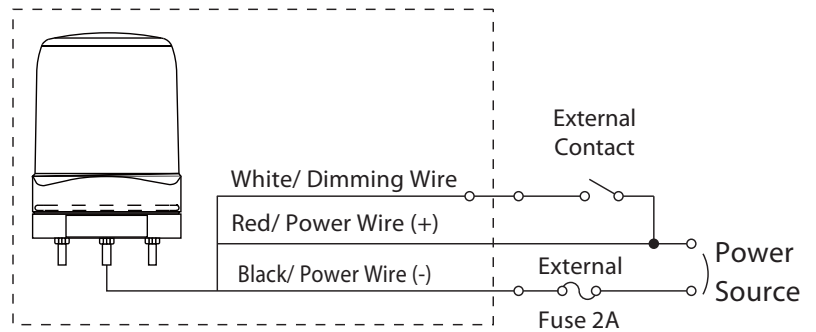 External
Contact
White/ Dimming Wire
Red/ Power Wire (+)
Black/ Power Wire (-)
External
Fuse 2A
Power
Source